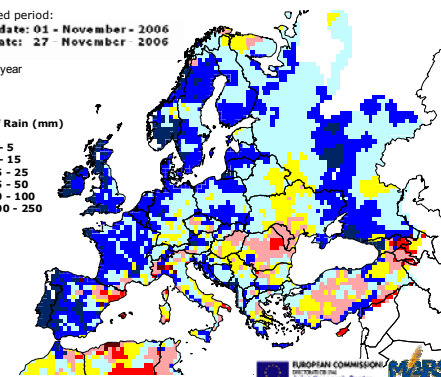 ed period:
date: 01 - November - 2006
ate: 27 - November - 2006
year
Rain (mm)
- 5
- 15
- 25
- 50
- 100
- 250
EUROPEAN COMMISSION
MARS